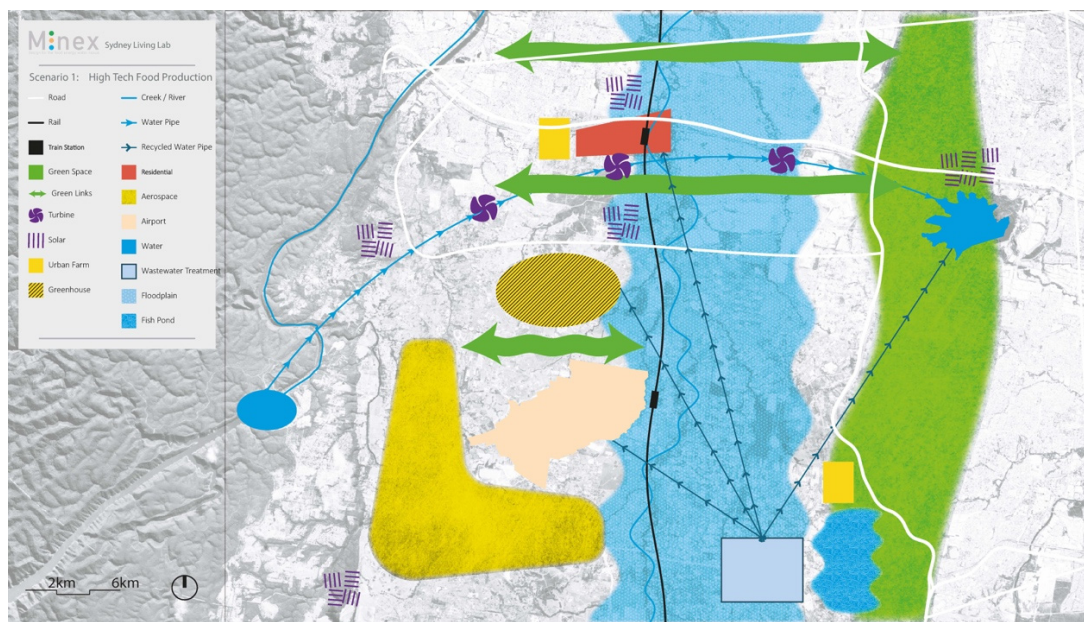 Minex Sydney Living Lab
Scenario 1: High Tech Food Production
Road
Rail
Train Station
Green Space
Green Links
Turbine
Solar
Urban Farm
Greenhouse
Creek / River
Water Pipe
Recycled Water Pipe
Residential
Aerospace
Airport
Water
Wastewater Treatment
Floodplain
Fish Pond
2km 6km